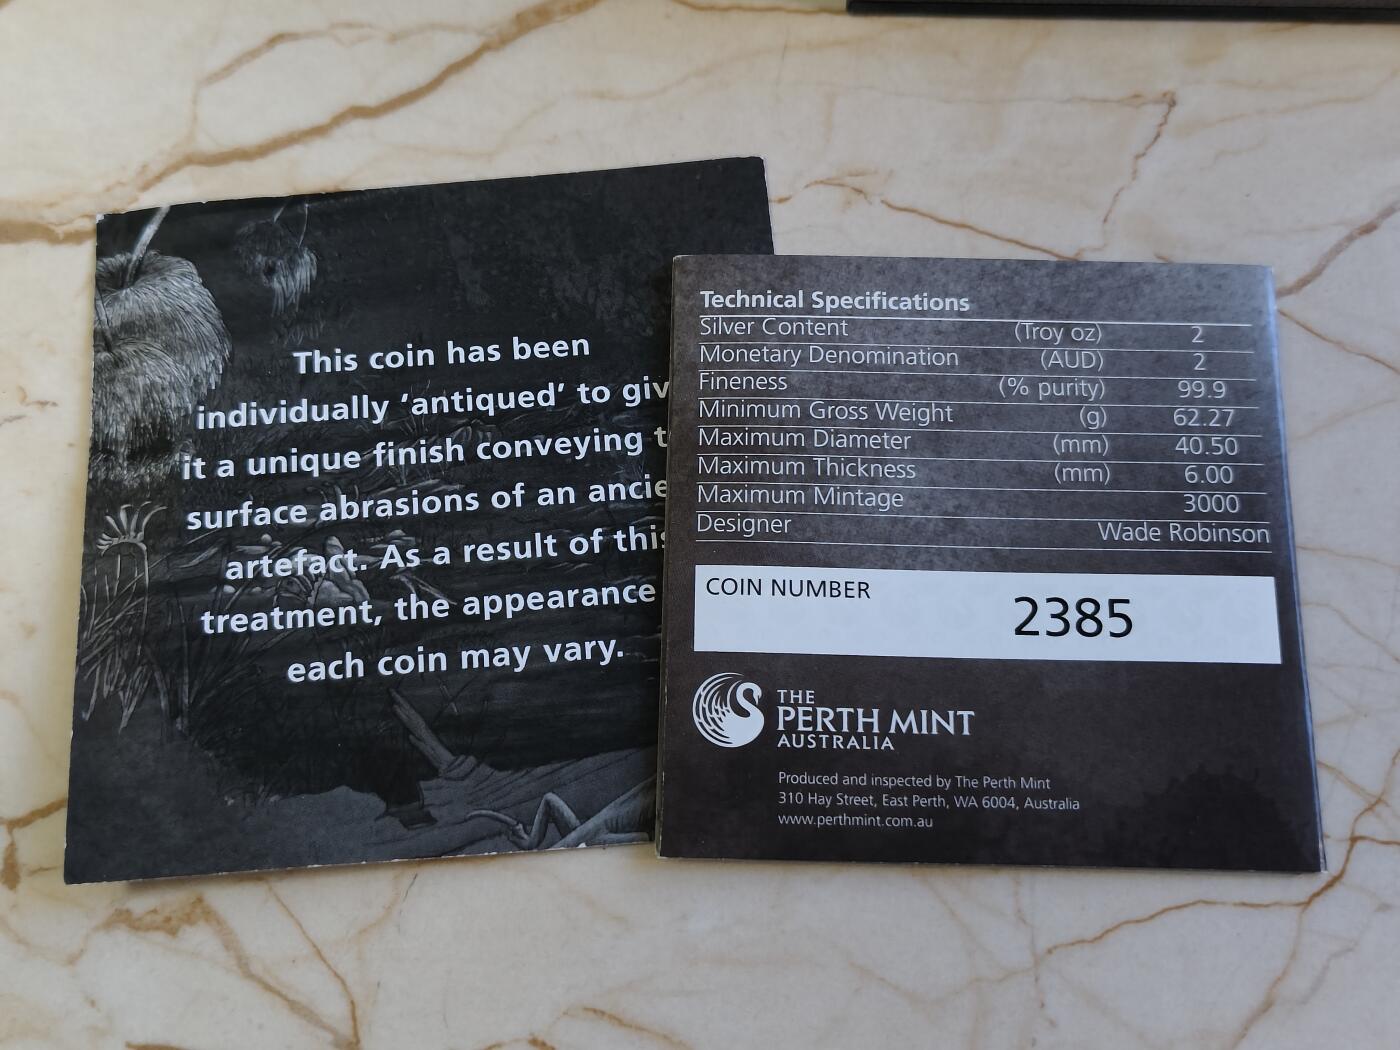 This coin has been
individually ‘antiqued’ to giv
it a unique finish conveying t
surface abrasions of an ancie
artefact. As a result of this
treatment, the appearance
each coin may vary.
Technical Specifications
Silver Content (Troy oz) 2
Monetary Denomination (AUD) 2
Fineness (% purity) 99.9
Minimum Gross Weight (g) 62.27
Maximum Diameter (mm) 40.50
Maximum Thickness (mm) 6.00
Maximum Mintage 3000
Designer Wade Robinson
COIN NUMBER 2385
THE
PERTH MINT
AUSTRALIA
Produced and inspected by The Perth Mint
310 Hay Street, East Perth, WA 6004, Australia
www.perthmint.com.au